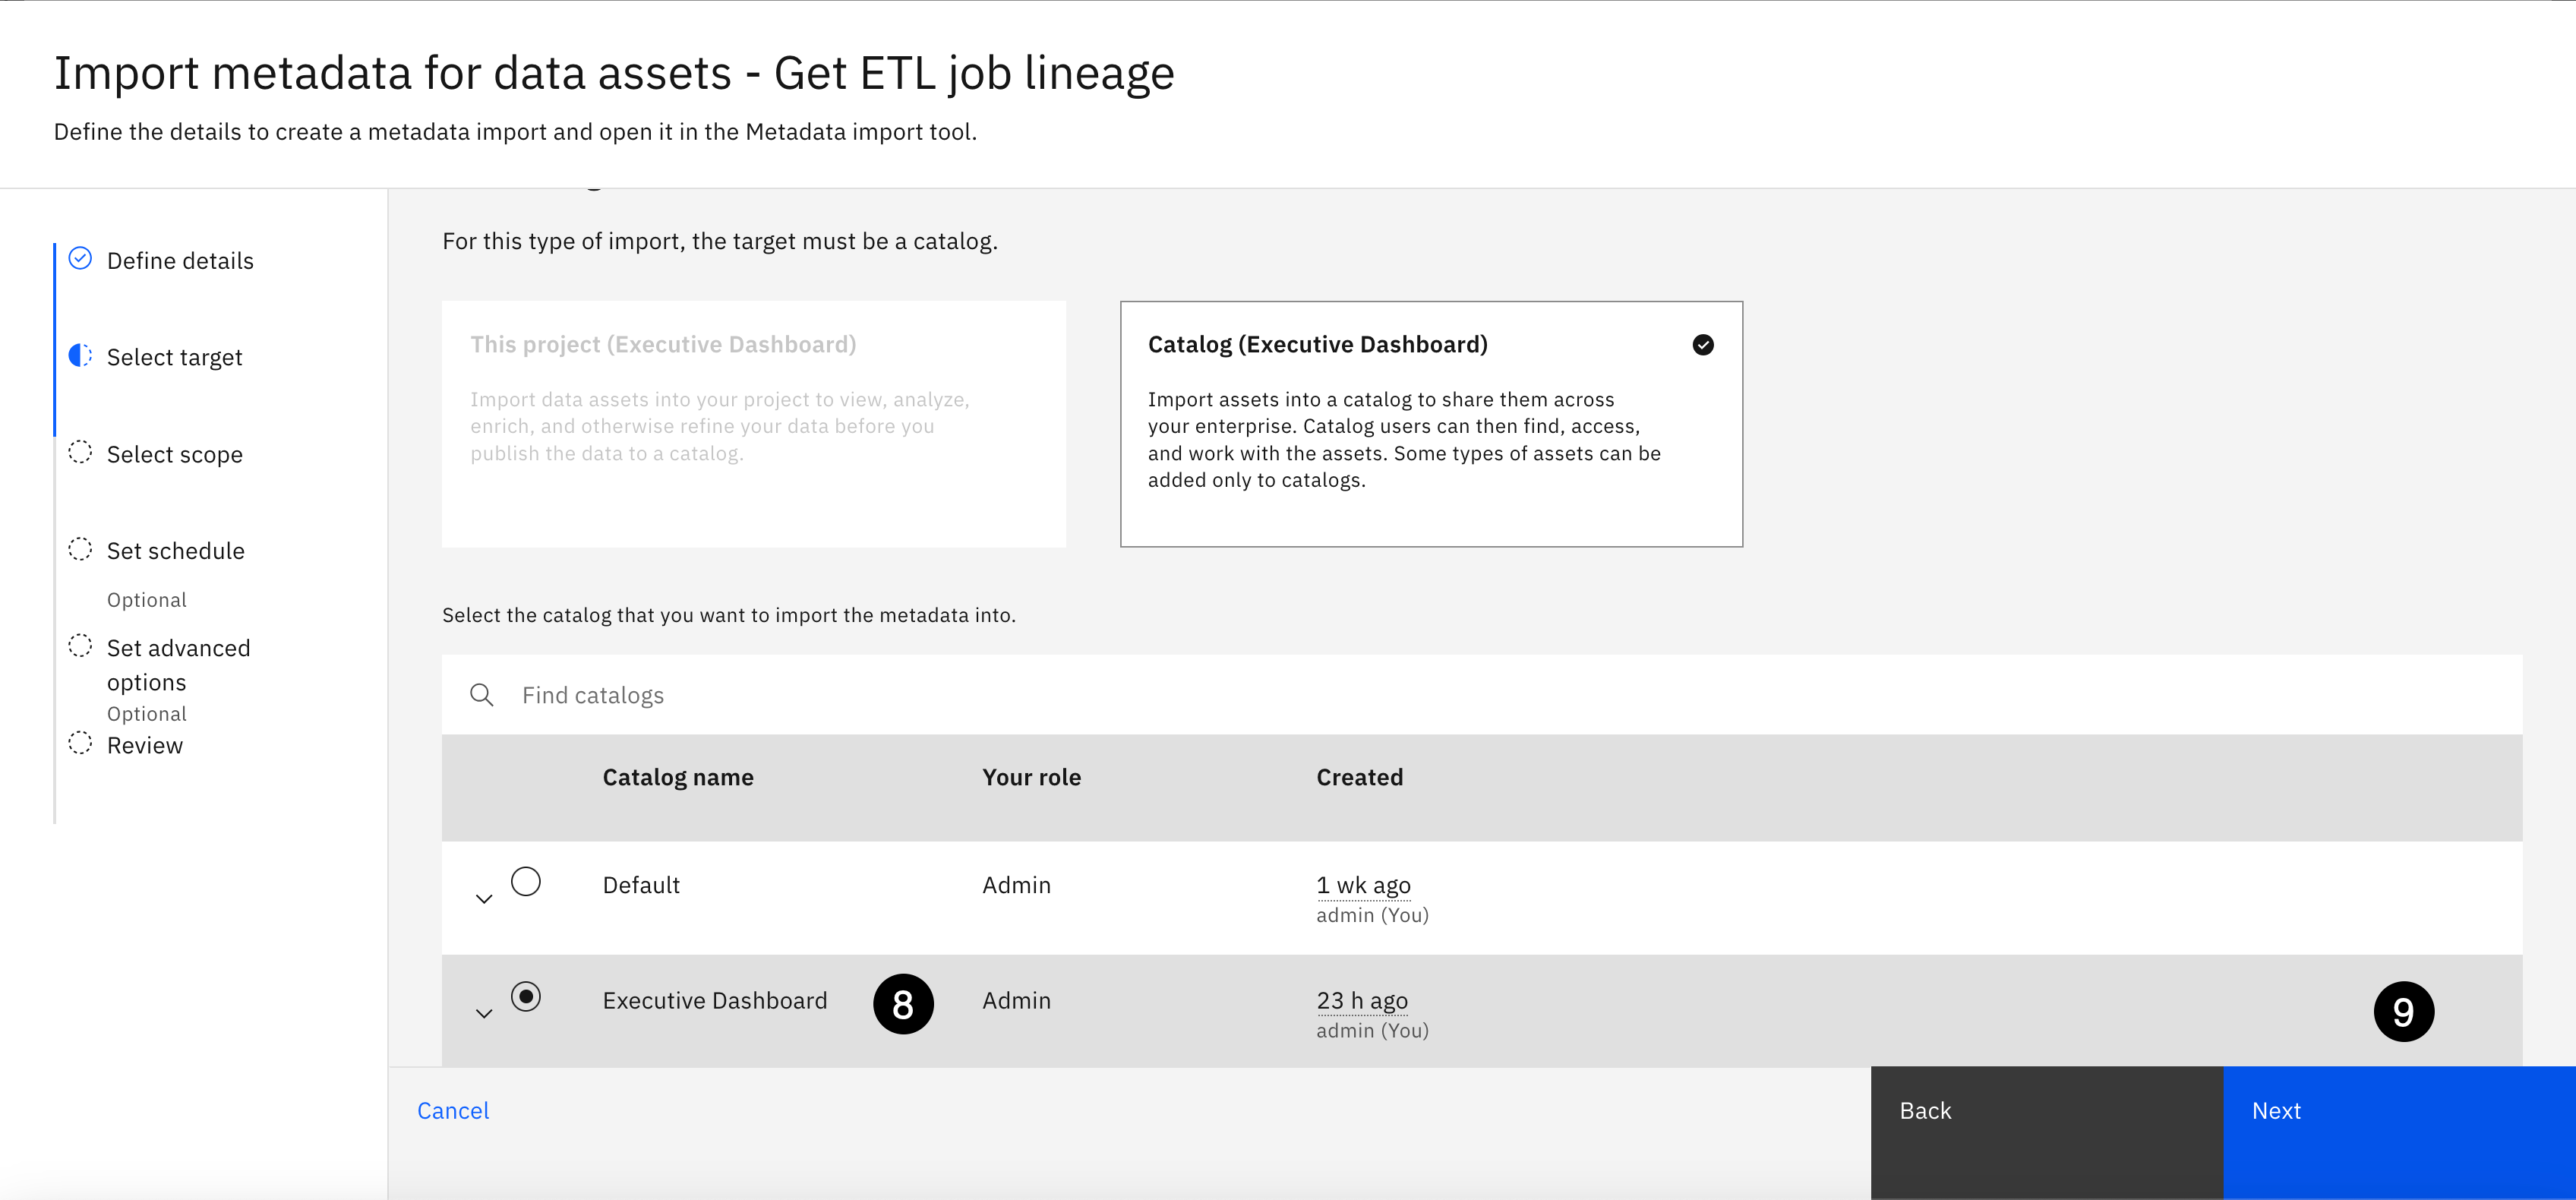 Import metadata for data assets - Get ETL job lineage
Define the details to create a metadata import and open it in the Metadata import tool.
Define details
Select target
Select scope
Set schedule
Optional
Set advanced
options
Optional
Review
For this type of import, the target must be a catalog.
This project (Executive Dashboard)
Import data assets into your project to view, analyze,
enrich, and otherwise refine your data before you
publish the data to a catalog.
Catalog (Executive Dashboard)
Import assets into a catalog to share them across
your enterprise. Catalog users can then find, access,
and work with the assets. Some types of assets can be
added only to catalogs.
Select the catalog that you want to import the metadata into.
Find catalogs
Catalog name Your role Created
Default Admin 1 wk ago
admin (You)
Executive Dashboard 8 Admin 23 h ago 9
admin (You)
Cancel Back Next